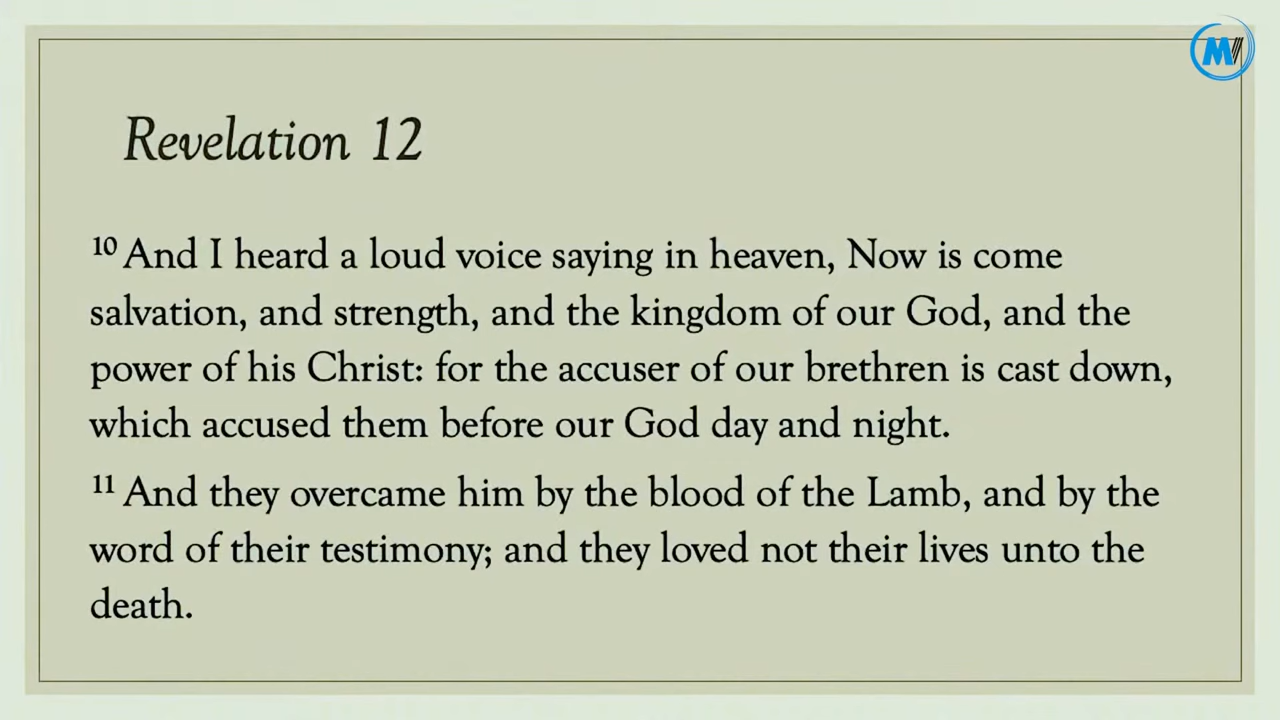 Revelation 12
¹⁰ And I heard a loud voice saying in heaven, Now is come
salvation, and strength, and the kingdom of our God, and the
power of his Christ: for the accuser of our brethren is cast down,
which accused them before our God day and night.
¹¹ And they overcame him by the blood of the Lamb, and by the
word of their testimony; and they loved not their lives unto the
death.